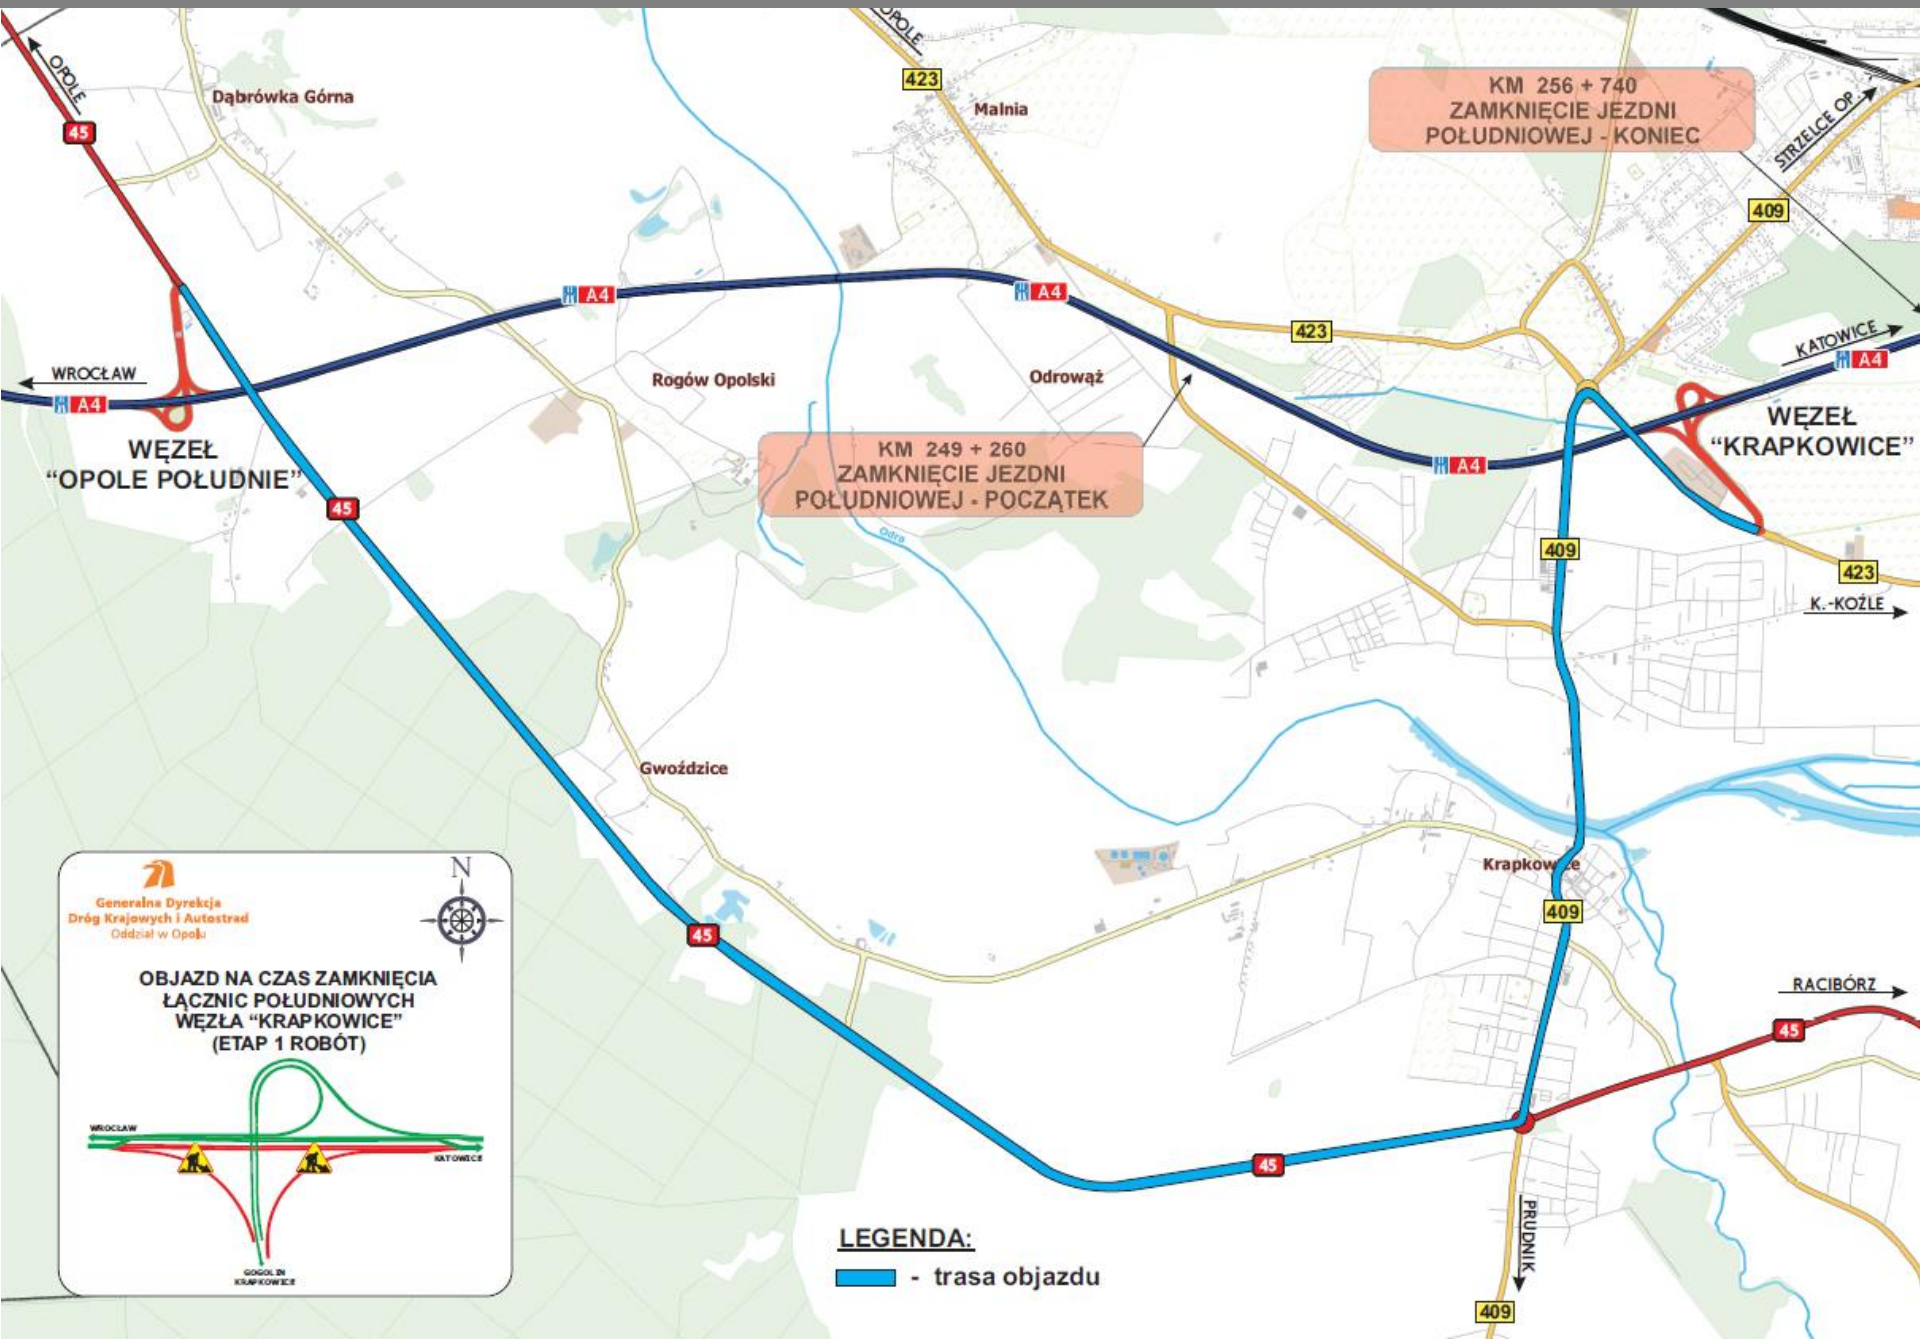 OPOLE
45
Dąbrówka Górna
OPOLE
423
Malnia
KM 256 + 740
ZAMKNIĘCIE JEZDNI
POŁUDNIOWEJ - KONIEC
STRZELCE OP.
409
A4
A4
423
KATOWICE
A4
WROCŁAW
A4
Rogów Opolski
Odrowąż
WĘZEŁ
“OPOLE POŁUDNIE”
WĘZEŁ
“KRAPKOWICE”
KM 249 + 260
ZAMKNIĘCIE JEZDNI
POŁUDNIOWEJ - POCZĄTEK
A4
45
Odra
409
423
K.-KOŹLE
Gwoździce
Krapkowice
409
45
RACIBÓRZ
45
45
PRUDNIK
409
Generalna Dyrekcja
Dróg Krajowych i Autostrad
Oddział w Opolu
N
OBJAZD NA CZAS ZAMKNIĘCIA
ŁĄCZNIC POŁUDNIOWYCH
WĘZŁA “KRAPKOWICE”
(ETAP 1 ROBÓT)
WROCŁAW
KATOWICE
GOGOLIN
KRAPKOWICE
LEGENDA:
- trasa objazdu